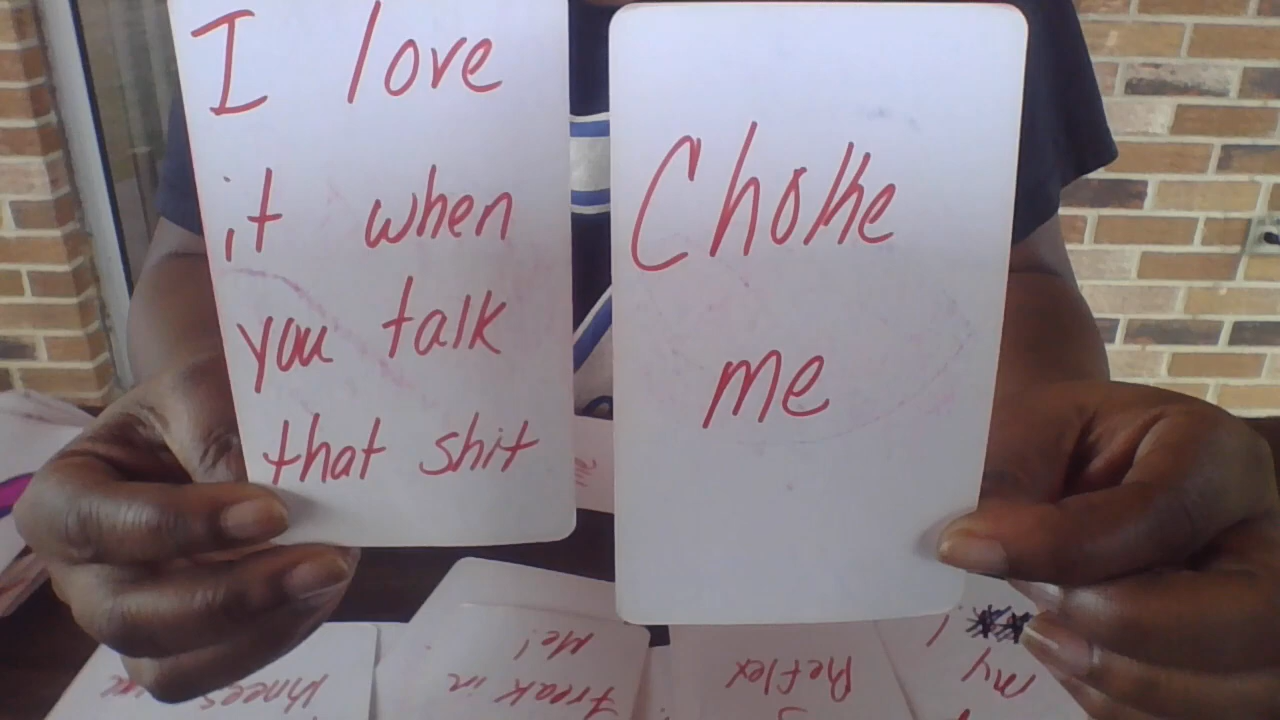 I love
it when
you talk
that shit
Choke
me
knees
Freak in
Me!
Reflex
my